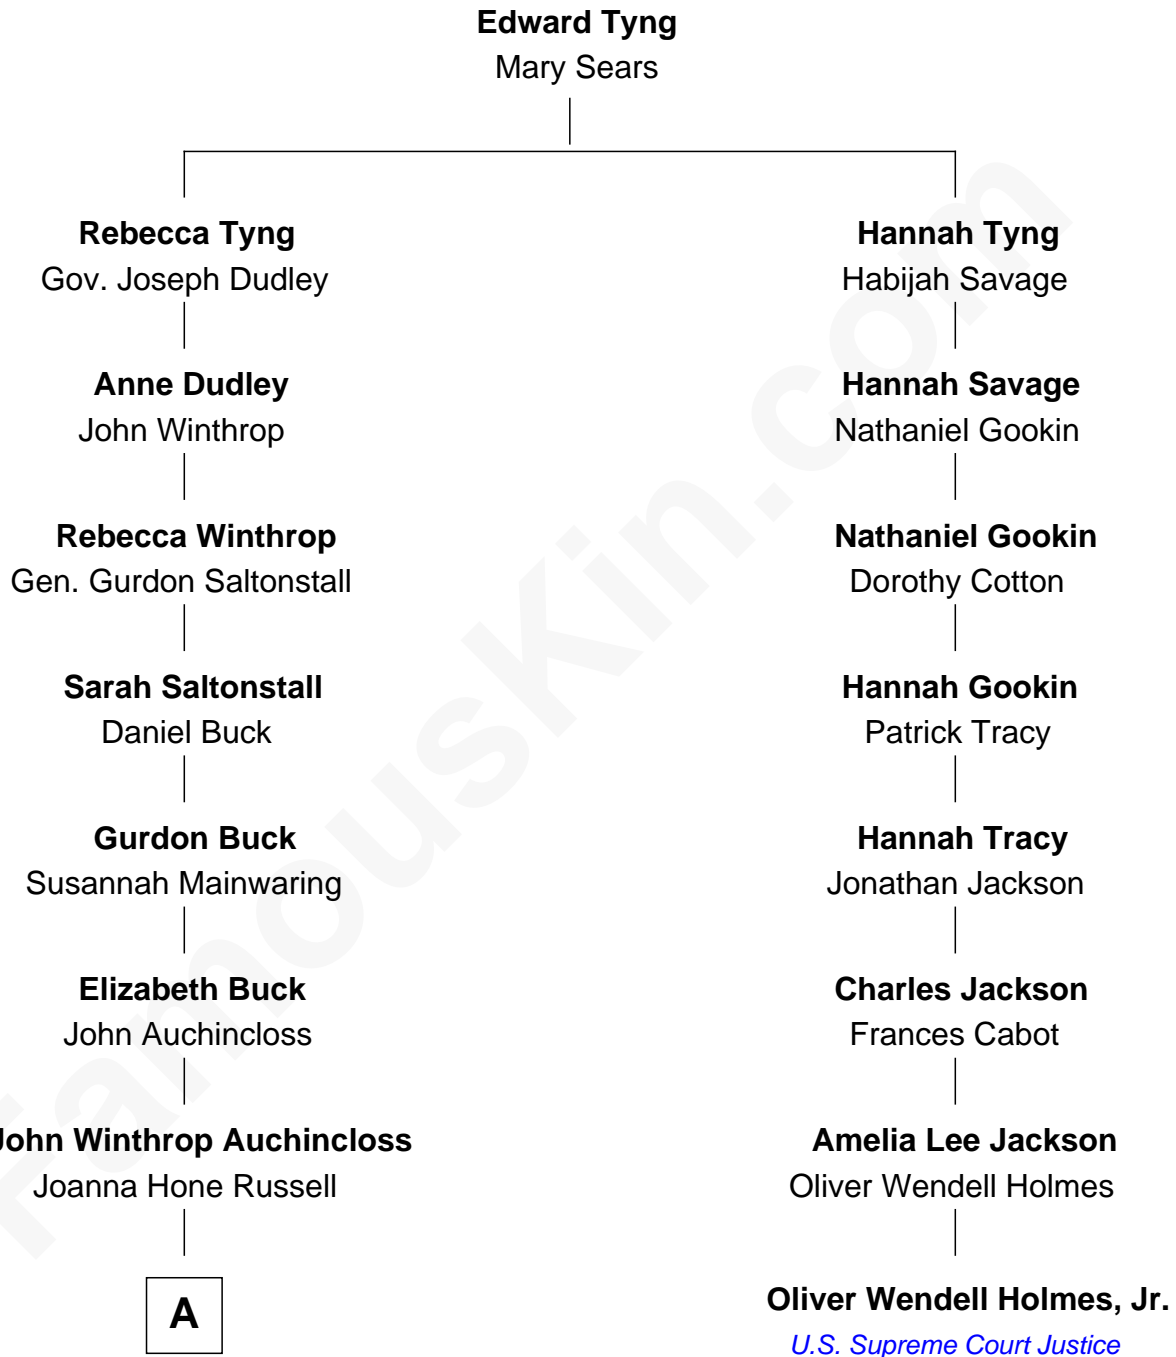 Edward Tyng
Mary Sears
Rebecca Tyng
Gov. Joseph Dudley
Hannah Tyng
Habijah Savage
Anne Dudley
John Winthrop
Hannah Savage
Nathaniel Gookin
Rebecca Winthrop
Gen. Gurdon Saltonstall
Nathaniel Gookin
Dorothy Cotton
Sarah Saltonstall
Daniel Buck
Hannah Gookin
Patrick Tracy
Gurdon Buck
Susannah Mainwaring
Hannah Tracy
Jonathan Jackson
Elizabeth Buck
John Auchincloss
Charles Jackson
Frances Cabot
John Winthrop Auchincloss
Joanna Hone Russell
Amelia Lee Jackson
Oliver Wendell Holmes
A
Oliver Wendell Holmes, Jr.
U.S. Supreme Court Justice
FamousKin.com